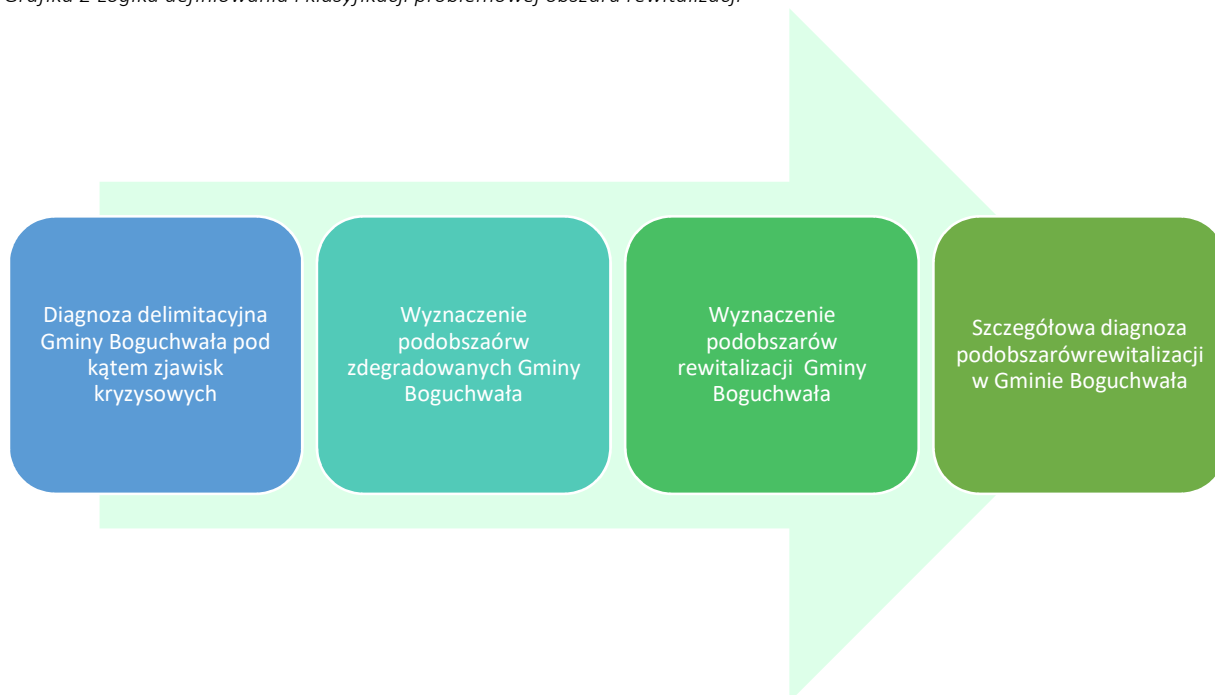 Grafika 2 Logika definiowania i klasyfikacji problemowej obszaru rewitalizacji
Diagnoza delimitacyjna
Gminy Boguchwała pod
kątem zjawisk
kryzysowych
Wyznaczenie
podobszaórw
zdegradowanych Gminy
Boguchwała
Wyznaczenie
podobszarów
rewitalizacji Gminy
Boguchwała
Szczegółowa diagnoza
podobszarówrewitalizacji
w Gminie Boguchwała